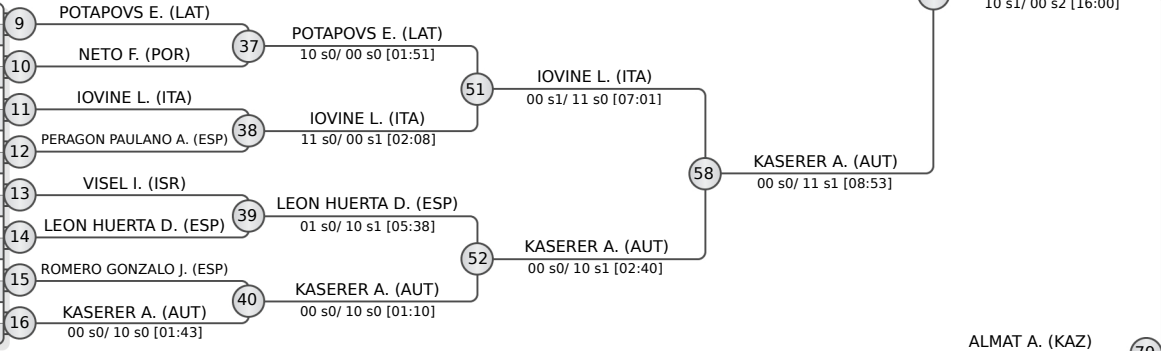 10 s1/ 00 s2 [16:00]
9
POTAPOVS E. (LAT)
10
NETO F. (POR)
37
POTAPOVS E. (LAT)
10 s0/ 00 s0 [01:51]
11
IOVINE L. (ITA)
12
PERAGON PAULANO A. (ESP)
38
IOVINE L. (ITA)
11 s0/ 00 s1 [02:08]
51
IOVINE L. (ITA)
00 s1/ 11 s0 [07:01]
13
VISEL I. (ISR)
14
LEON HUERTA D. (ESP)
39
LEON HUERTA D. (ESP)
01 s0/ 10 s1 [05:38]
15
ROMERO GONZALO J. (ESP)
16
KASERER A. (AUT)
00 s0/ 10 s0 [01:43]
40
KASERER A. (AUT)
00 s0/ 10 s0 [01:10]
52
KASERER A. (AUT)
00 s0/ 10 s1 [02:40]
58
KASERER A. (AUT)
00 s0/ 11 s1 [08:53]
ALMAT A. (KAZ)